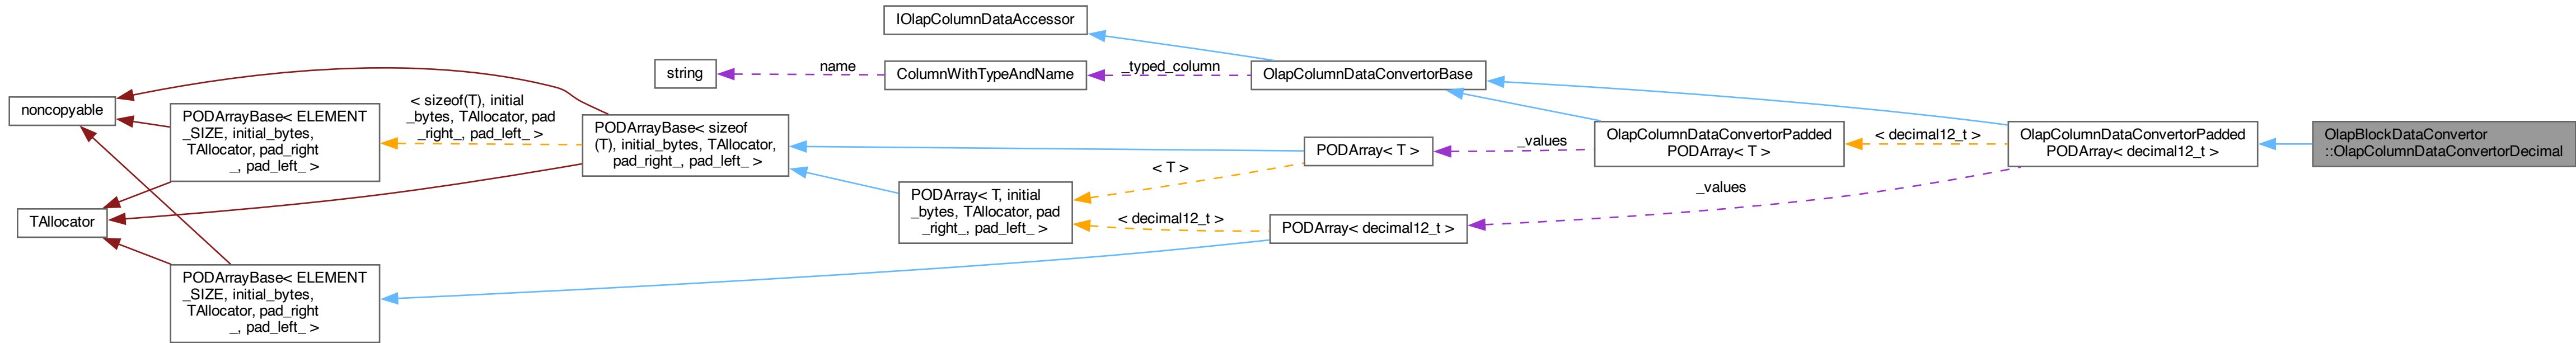 IOlapColumnDataAccessor
string
name
ColumnWithTypeAndName
_typed_column
OlapColumnDataConvertorBase
noncopyable
PODArrayBase< ELEMENT
_SIZE, initial_bytes,
TAllocator, pad_right
_, pad_left_ >
< sizeof(T), initial
_bytes, TAllocator, pad
_right_, pad_left_ >
PODArrayBase< sizeof
(T), initial_bytes, TAllocator,
pad_right_, pad_left_ >
PODArray< T >
_values
OlapColumnDataConvertorPadded
PODArray< T >
< decimal12_t >
OlapColumnDataConvertorPadded
PODArray< decimal12_t >
OlapBlockDataConvertor
::OlapColumnDataConvertorDecimal
< T >
_values
TAllocator
PODArray< T, initial
_bytes, TAllocator, pad
_right_, pad_left_ >
< decimal12_t >
PODArray< decimal12_t >
PODArrayBase< ELEMENT
_SIZE, initial_bytes,
TAllocator, pad_right
_, pad_left_ >